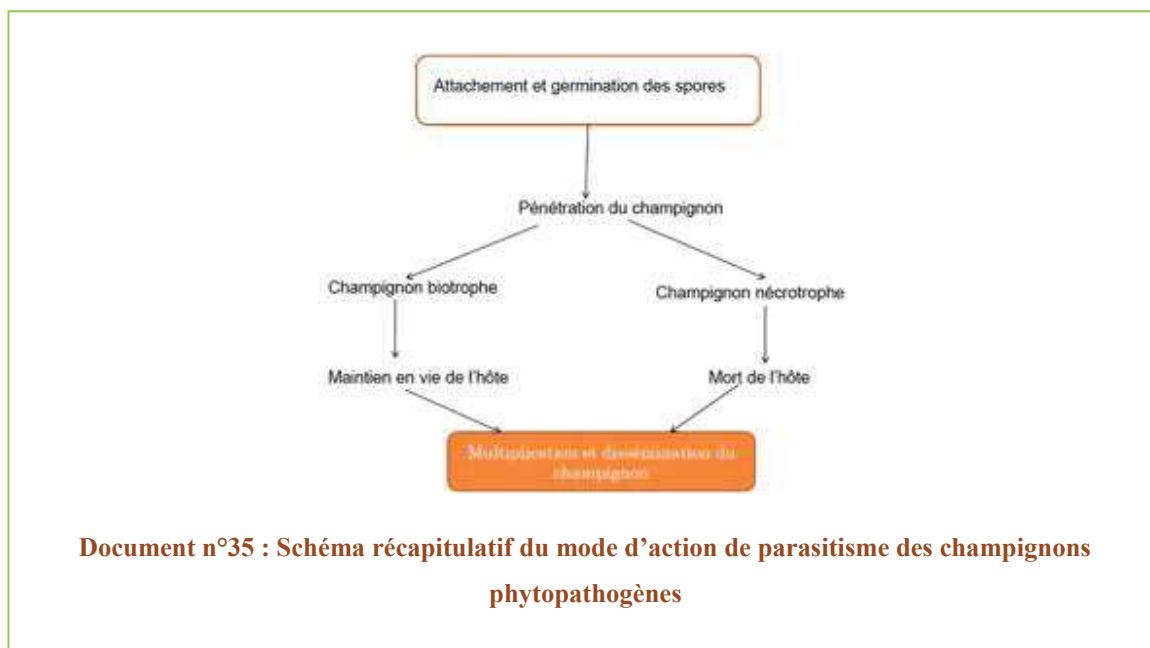 Attachement et germination des spores
Pénétration du champignon
Champignon biotrophe
Champignon nécrotrophe
Maintien en vie de l'hôte
Mort de l'hôte
Multiplication et dissémination du
champignon
Document n°35 : Schéma récapitulatif du mode d'action de parasitisme des champignons
phytopathogènes